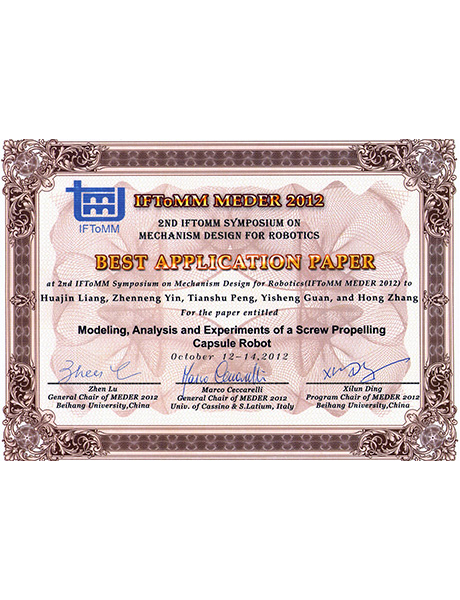 IFToMM MEDER 2012
IFToMM
2ND IFTOMM SYMPOSIUM ON
MECHANISM DESIGN FOR ROBOTICS
BEST APPLICATION PAPER
at 2nd IFToMM Symposium on Mechanism Design for Robotics(IFToMM MEDER 2012) to
Huajin Liang, Zhenneng Yin, Tianshu Peng, Yisheng Guan, and Hong Zhang
For the paper entitled
Modeling, Analysis and Experiments of a Screw Propelling
Capsule Robot
October 12-14,2012
Marco Ceccarelli
Zhen Lu
General Chair of MEDER 2012
Beihang University,China
Marco Ceccarelli
General Chair of MEDER 2012
Univ. of Cassino & S.Latium, Italy
Xilun Ding
Program Chair of MEDER 2012
Beihang University,China